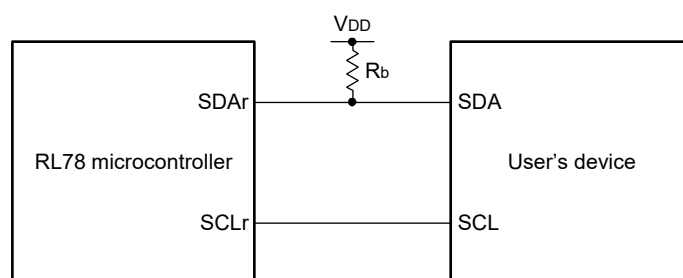 VDD
Rb
SDAr
SDA
RL78 microcontroller
User's device
SCLr
SCL